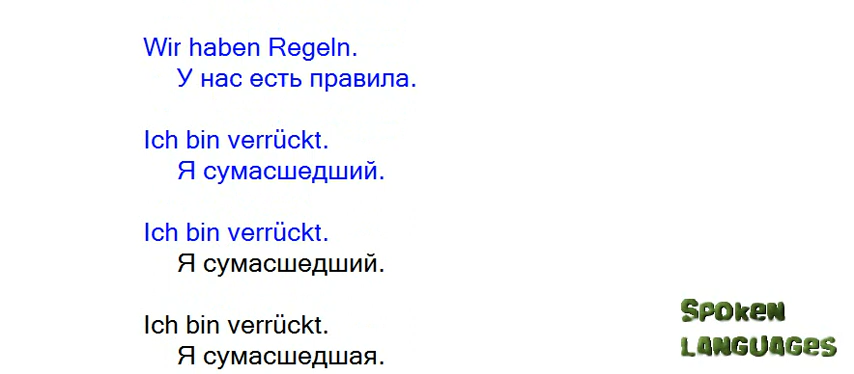 Wir haben Regeln.
У нас есть правила.
Ich bin verrückt.
Я сумасшедший.
Ich bin verrückt.
Я сумасшедший.
Ich bin verrückt.
Я сумасшедшая.
Spoken
Languages